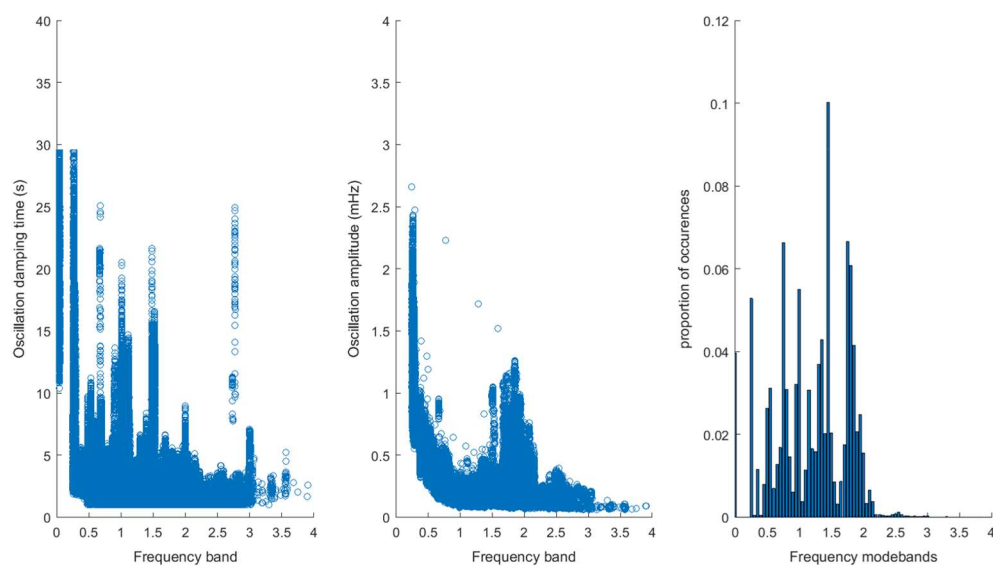 40
35
30
25
20
15
10
5
0
Oscillation damping time (s)
0 0.5 1 1.5 2 2.5 3 3.5 4
Frequency band
4
3.5
3
2.5
2
1.5
1
0.5
0
Oscillation amplitude (mHz)
0 0.5 1 1.5 2 2.5 3 3.5 4
Frequency band
0.12
0.1
0.08
0.06
0.04
0.02
0
proportion of occurences
0 0.5 1 1.5 2 2.5 3 3.5 4
Frequency modebands